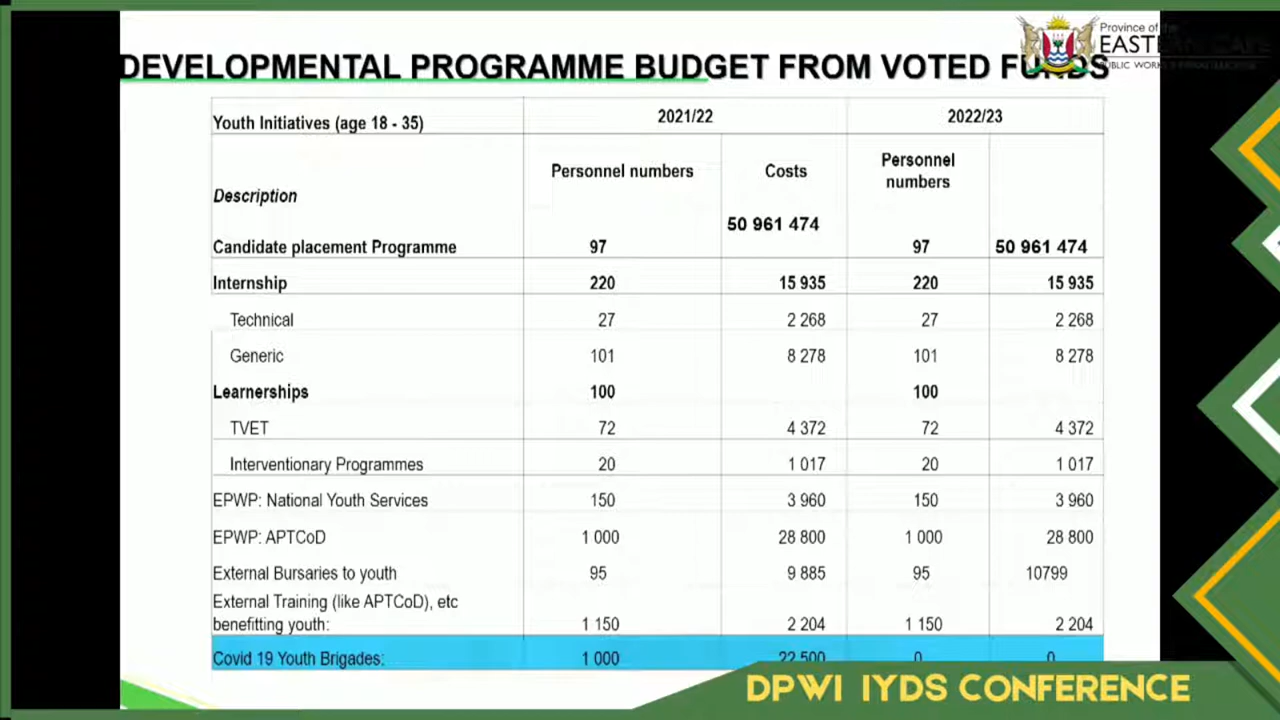 DEVELOPMENTAL PROGRAMME BUDGET FROM VOTED FUNDS
Province of the
EASTERN CAPE
PUBLIC WORKS & INFRASTRUCTURE
Youth Initiatives (age 18 - 35) 2021/22 2022/23
Description Personnel numbers Costs Personnel numbers
Candidate placement Programme 97 50 961 474 97 50 961 474
Internship 220 15 935 220 15 935
Technical 27 2 268 27 2 268
Generic 101 8 278 101 8 278
Learnerships 100 100
TVET 72 4 372 72 4 372
Interventionary Programmes 20 1 017 20 1 017
EPWP: National Youth Services 150 3 960 150 3 960
EPWP: APTCoD 1 000 28 800 1 000 28 800
External Bursaries to youth 95 9 885 95 10799
External Training (like APTCoD), etc
benefitting youth: 1 150 2 204 1 150 2 204
Covid 19 Youth Brigades: 1 000 22 500 0 0
DPWI IYDS CONFERENCE